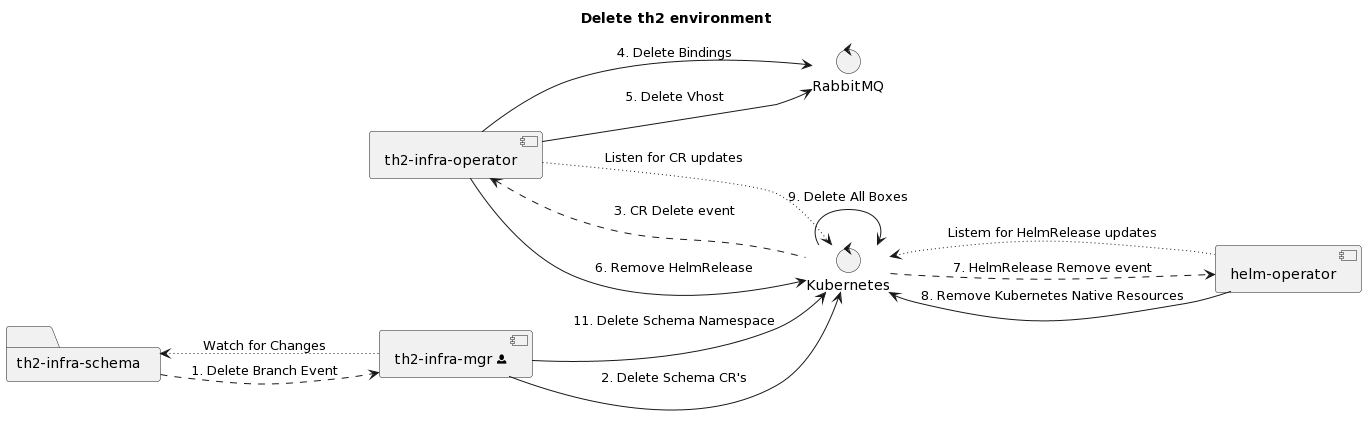 Delete th2 environment
4. Delete Bindings
RabbitMQ
5. Delete Vhost
th2-infra-operator
Listen for CR updates
9. Delete All Boxes
3. CR Delete event
Listem for HelmRelease updates
6. Remove HelmRelease
7. HelmRelease Remove event
helm-operator
Kubernetes
8. Remove Kubernetes Native Resources
11. Delete Schema Namespace
Watch for Changes
th2-infra-schema
th2-infra-mgr
1. Delete Branch Event
2. Delete Schema CR's